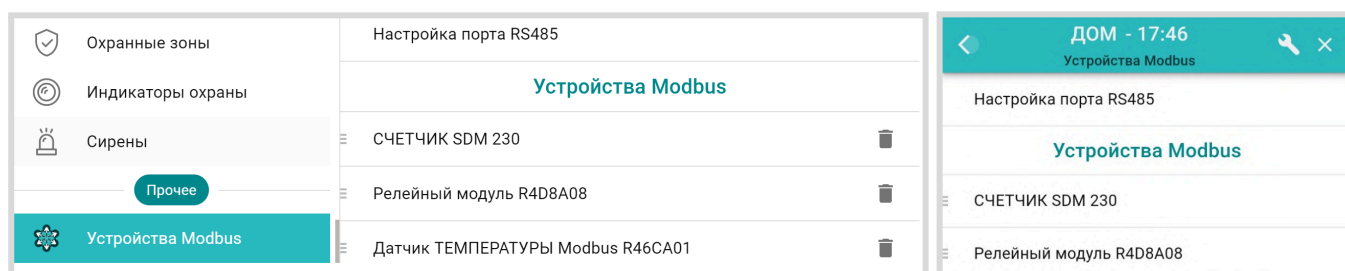 Охранные зоны
Индикаторы охраны
Сирены
Прочее
Устройства Modbus
Настройка порта RS485
Устройства Modbus
СЧЕТЧИК SDM 230
Релейный модуль R4D8A08
Датчик ТЕМПЕРАТУРЫ Modbus R46CA01
ДОМ - 17:46
Устройства Modbus
Настройка порта RS485
Устройства Modbus
СЧЕТЧИК SDM 230
Релейный модуль R4D8A08